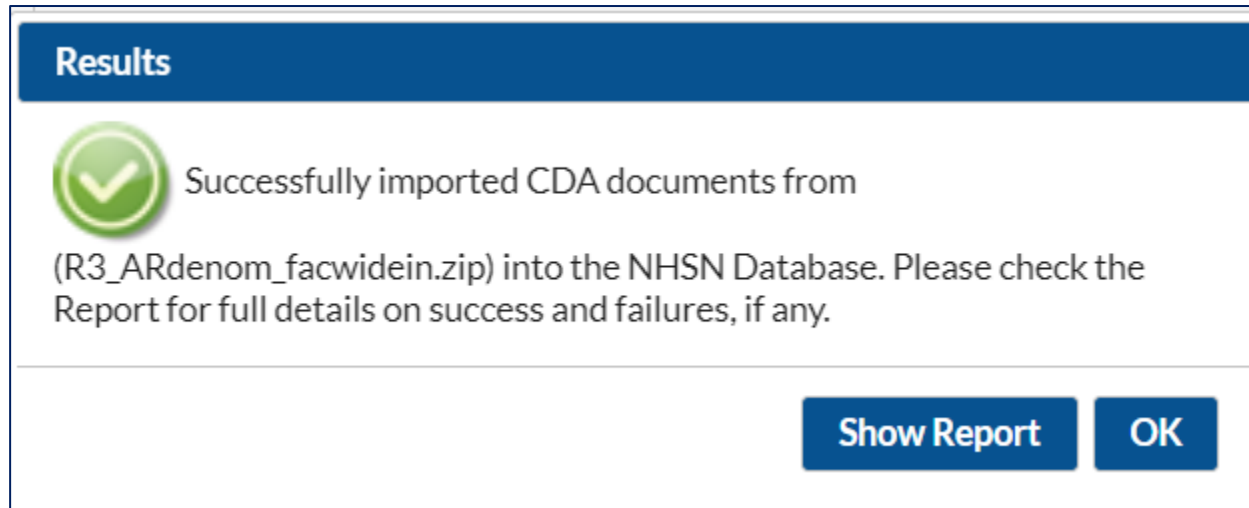 Results
Successfully imported CDA documents from
(R3_ARdenom_facwidein.zip) into the NHSN Database. Please check the
Report for full details on success and failures, if any.
Show Report OK